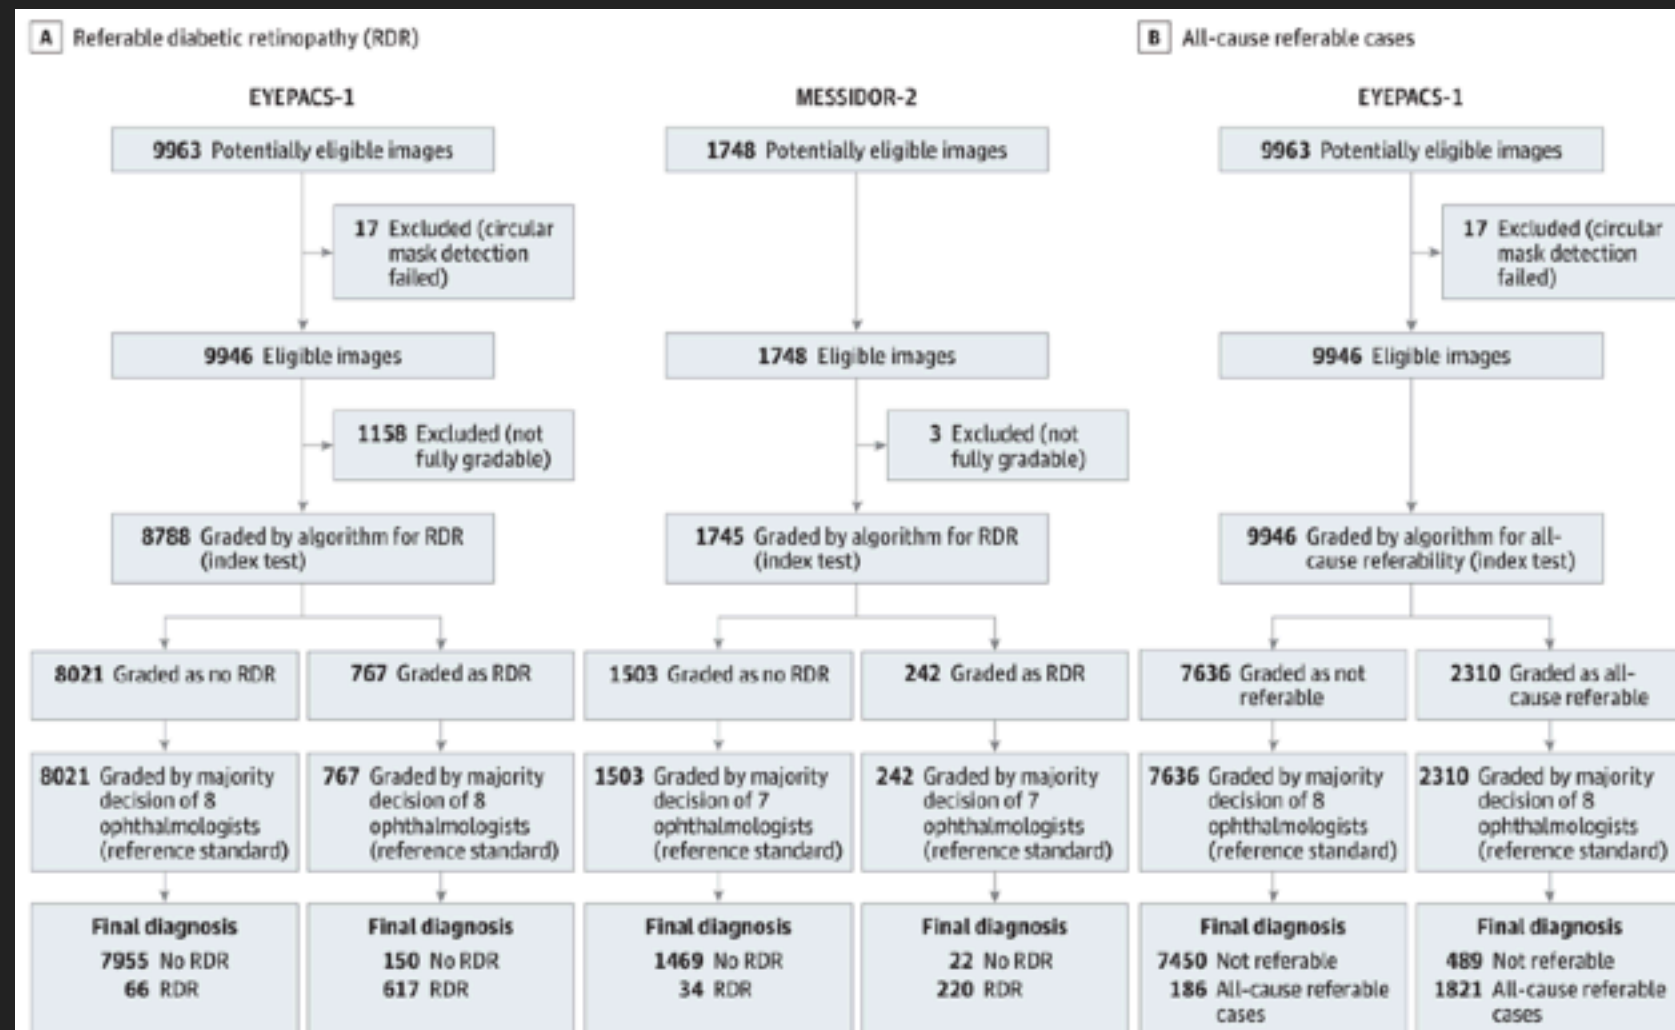 A Referable diabetic retinopathy (RDR)
EYEPACS-1
9963 Potentially eligible images
17 Excluded (circular
mask detection
failed)
9946 Eligible images
1158 Excluded (not
fully gradable)
8788 Graded by algorithm for RDR
(index test)
8021 Graded as no RDR
767 Graded as RDR
8021 Graded by majority
decision of 8
ophthalmologists
(reference standard)
767 Graded by majority
decision of 8
ophthalmologists
(reference standard)
Final diagnosis
7955 No RDR
66 RDR
Final diagnosis
150 No RDR
617 RDR
MESSIDOR-2
1748 Potentially eligible images
1748 Eligible images
3 Excluded (not
fully gradable)
1745 Graded by algorithm for RDR
(index test)
1503 Graded as no RDR
242 Graded as RDR
1503 Graded by majority
decision of 7
ophthalmologists
(reference standard)
242 Graded by majority
decision of 7
ophthalmologists
(reference standard)
Final diagnosis
1469 No RDR
34 RDR
Final diagnosis
22 No RDR
220 RDR
B All-cause referable cases
EYEPACS-1
9963 Potentially eligible images
17 Excluded (circular
mask detection
failed)
9946 Eligible images
9946 Graded by algorithm for all-
cause referability (index test)
7636 Graded as not
referable
2310 Graded as all-
cause referable
7636 Graded by majority
decision of 8
ophthalmologists
(reference standard)
2310 Graded by majority
decision of 8
ophthalmologists
(reference standard)
Final diagnosis
7450 Not referable
186 All-cause referable
cases
Final diagnosis
489 Not referable
1821 All-cause referable
cases